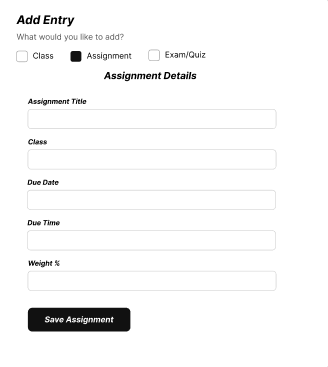 Add Entry
What would you like to add?
Class Assignment Exam/Quiz
Assignment Details
Assignment Title
Class
Due Date
Due Time
Weight %
Save Assignment